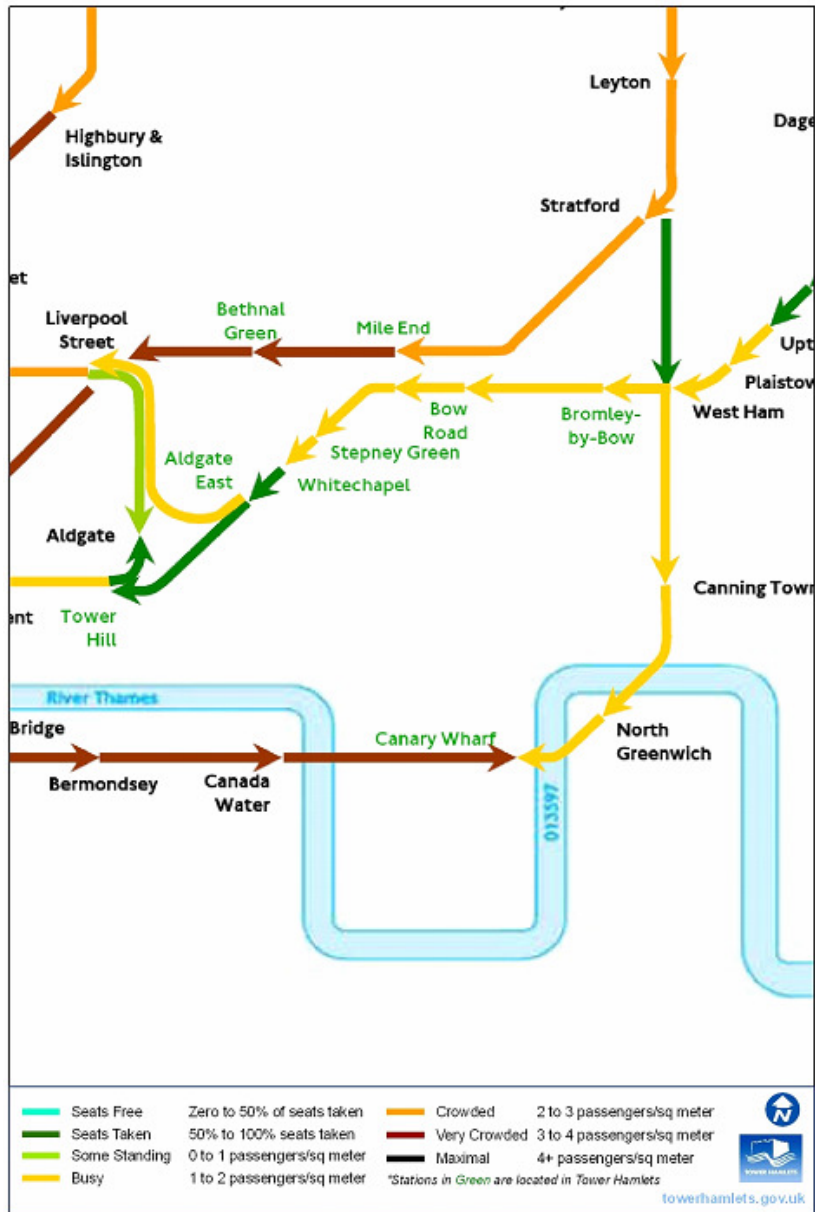 Leyton
Highbury &
Islington
Dage
Stratford
et
Liverpool
Street
Bethnal
Green
Mile End
Upt
Plaistow
West Ham
Bow
Road
Bromley-
by-Bow
Stepney Green
Aldgate
East
Whitechapel
Aldgate
Canning Town
ent
Tower
Hill
River Thames
Bridge
Canary Wharf
North
Greenwich
Bermondsey
Canada
Water
013597
Seats Free Zero to 50% of seats taken
Seats Taken 50% to 100% seats taken
Some Standing 0 to 1 passengers/sq meter
Busy 1 to 2 passengers/sq meter
Crowded 2 to 3 passengers/sq meter
Very Crowded 3 to 4 passengers/sq meter
Maximal 4+ passengers/sq meter
*Stations in Green are located in Tower Hamlets
N
TOWER HAMLETS
towerhamlets.gov.uk